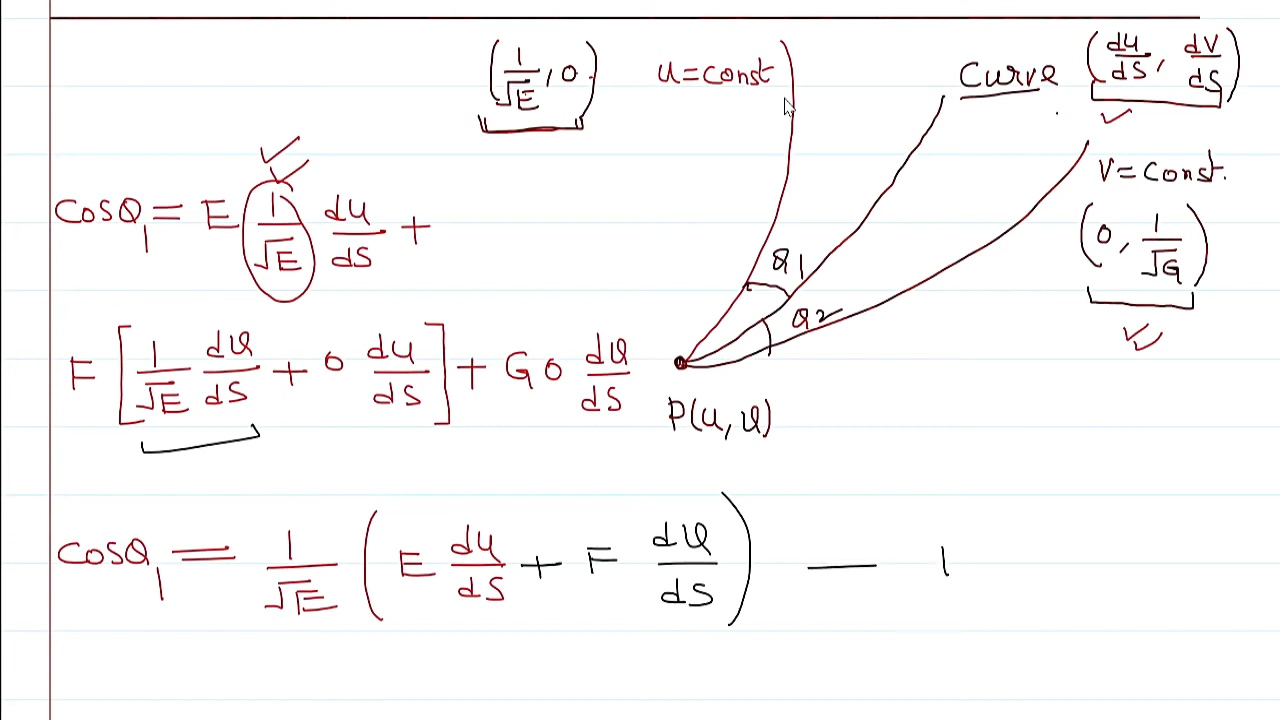 (1/√E, 0)
u=const
Curve (du/ds, dv/ds)
V=Const.
(0, 1/√G)
θ1
θ2
P(u, v)
Cosθ1 = E 1/√E du/ds +
F [1/√E dv/ds + 0 du/ds] + G0 dv/ds
Cosθ1 = 1/√E (E du/ds + F dv/ds) — 1